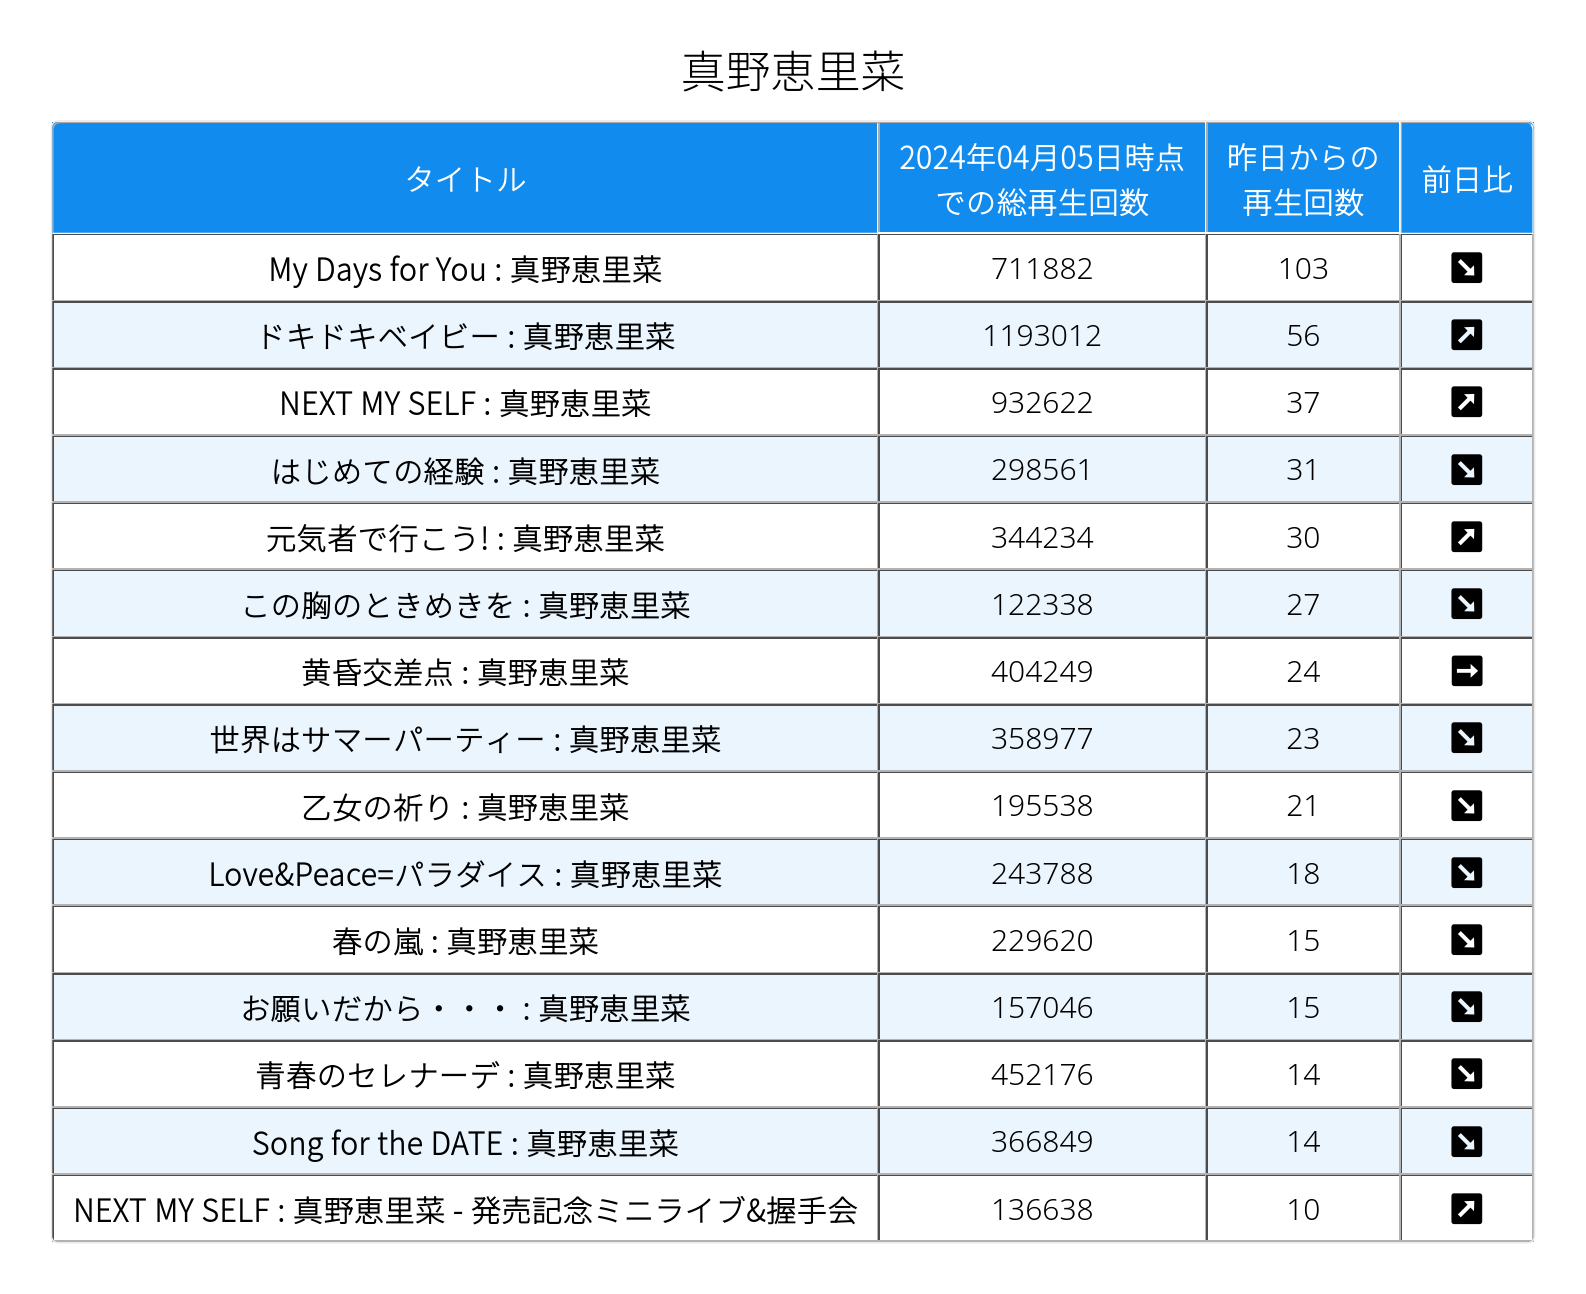 真野恵里菜
タイトル 2024年04月05日時点での総再生回数 昨日からの再生回数 前日比
My Days for You : 真野恵里菜 711882 103 ↘
ドキドキベイビー : 真野恵里菜 1193012 56 ↗
NEXT MY SELF : 真野恵里菜 932622 37 ↗
はじめての経験 : 真野恵里菜 298561 31 ↘
元気者で行こう! : 真野恵里菜 344234 30 ↗
この胸のときめきを : 真野恵里菜 122338 27 ↘
黄昏交差点 : 真野恵里菜 404249 24 →
世界はサマーパーティー : 真野恵里菜 358977 23 ↘
乙女の祈り : 真野恵里菜 195538 21 ↘
Love&Peace=パラダイス : 真野恵里菜 243788 18 ↘
春の嵐 : 真野恵里菜 229620 15 ↘
お願いだから・・・ : 真野恵里菜 157046 15 ↘
青春のセレナーデ : 真野恵里菜 452176 14 ↘
Song for the DATE : 真野恵里菜 366849 14 ↘
NEXT MY SELF : 真野恵里菜 - 発売記念ミニライブ&握手会 136638 10 ↗